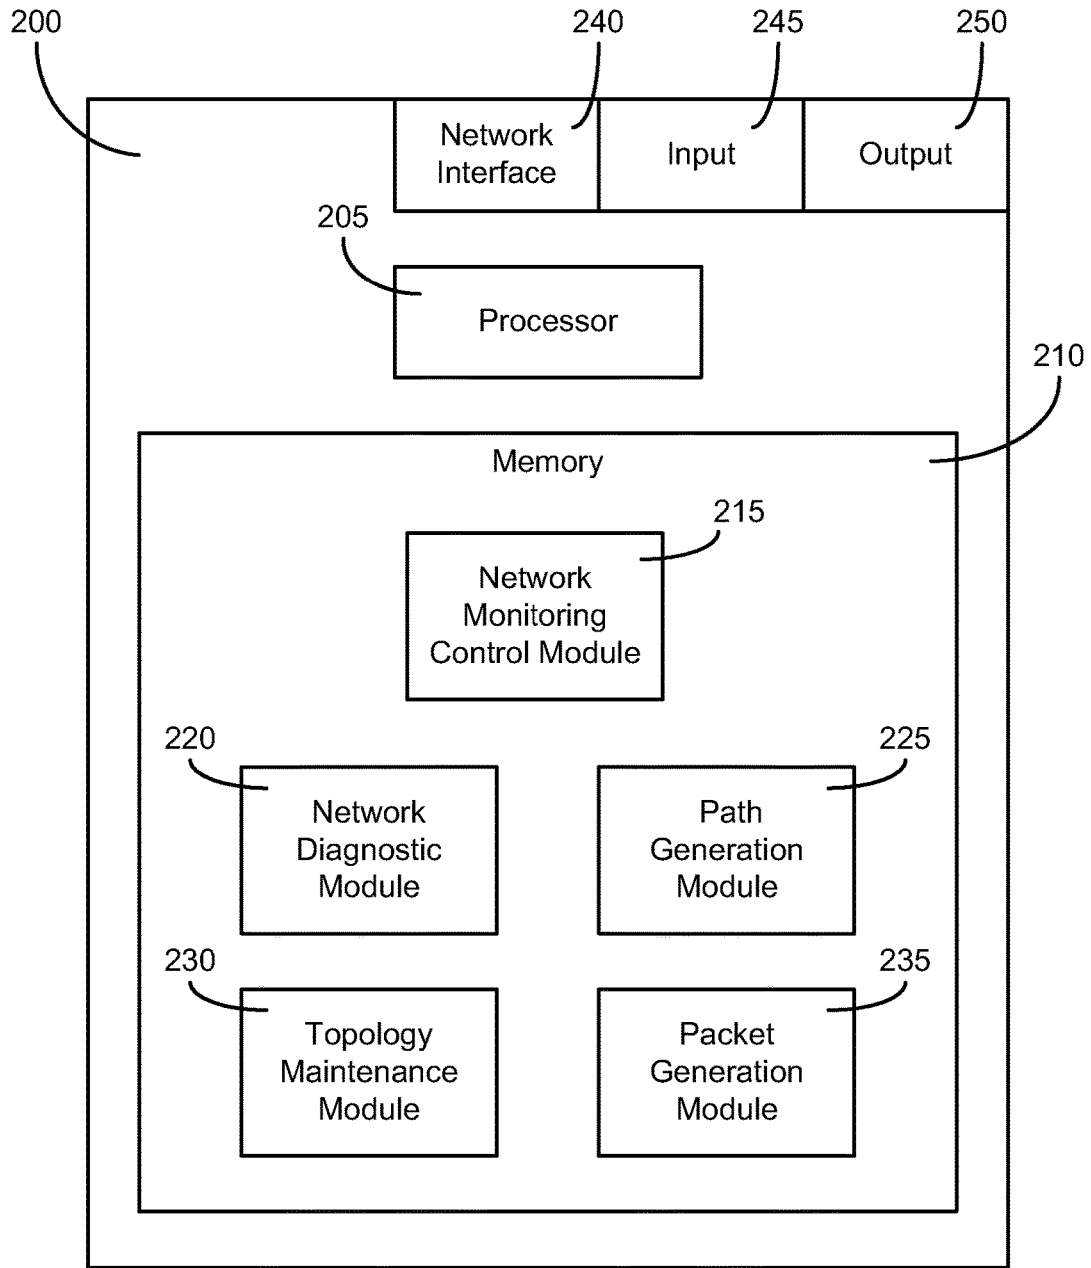 200
240
245
250
Network
Interface
Input
Output
205
Processor
210
Memory
215
Network
Monitoring
Control Module
220
225
Network
Diagnostic
Module
Path
Generation
Module
230
235
Topology
Maintenance
Module
Packet
Generation
Module